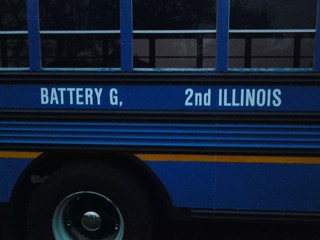 BATTERY G, 2nd ILLINOIS